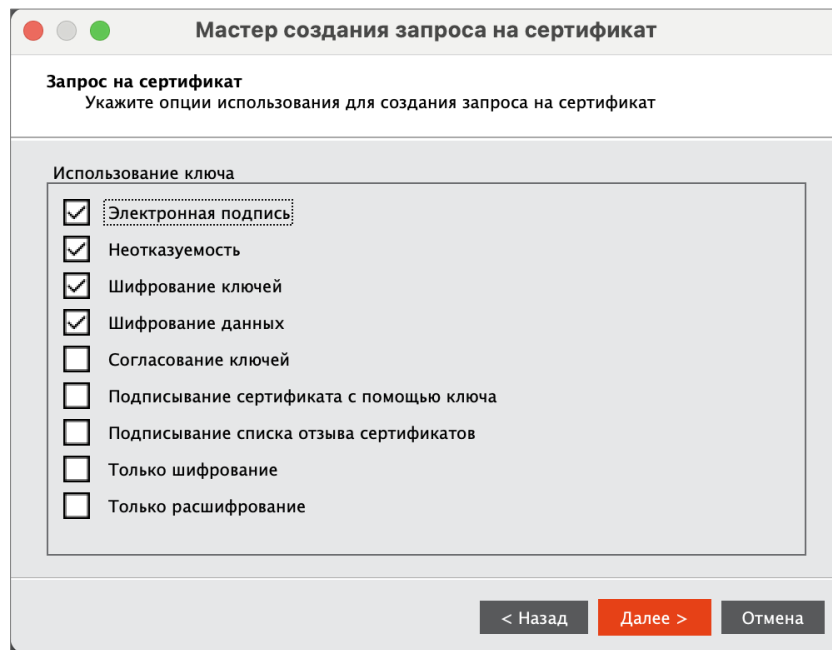 Мастер создания запроса на сертификат
Запрос на сертификат
Укажите опции использования для создания запроса на сертификат
Использование ключа
Электронная подпись
Неотказуемость
Шифрование ключей
Шифрование данных
Согласование ключей
Подписывание сертификата с помощью ключа
Подписывание списка отзыва сертификатов
Только шифрование
Только расшифрование
< Назад Далее > Отмена